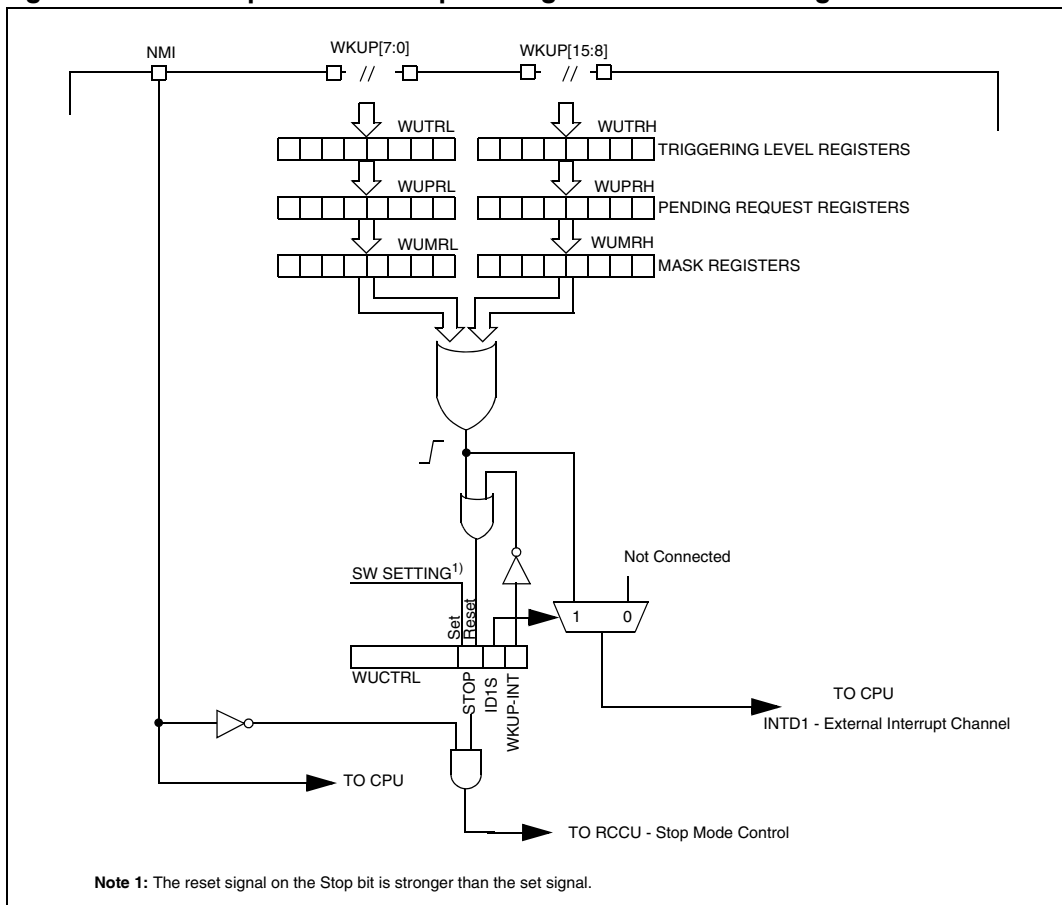 NMI
WKUP[7:0]
WKUP[15:8]
//
//
WUTRL
WUTRH
TRIGGERING LEVEL REGISTERS
WUPRL
WUPRH
PENDING REQUEST REGISTERS
WUMRL
WUMRH
MASK REGISTERS
Not Connected
SW SETTING1)
Set
Reset
1
0
WUCTRL
STOP
ID1S
WKUP-INT
TO CPU
INTD1 - External Interrupt Channel
TO CPU
TO RCCU - Stop Mode Control
Note 1: The reset signal on the Stop bit is stronger than the set signal.